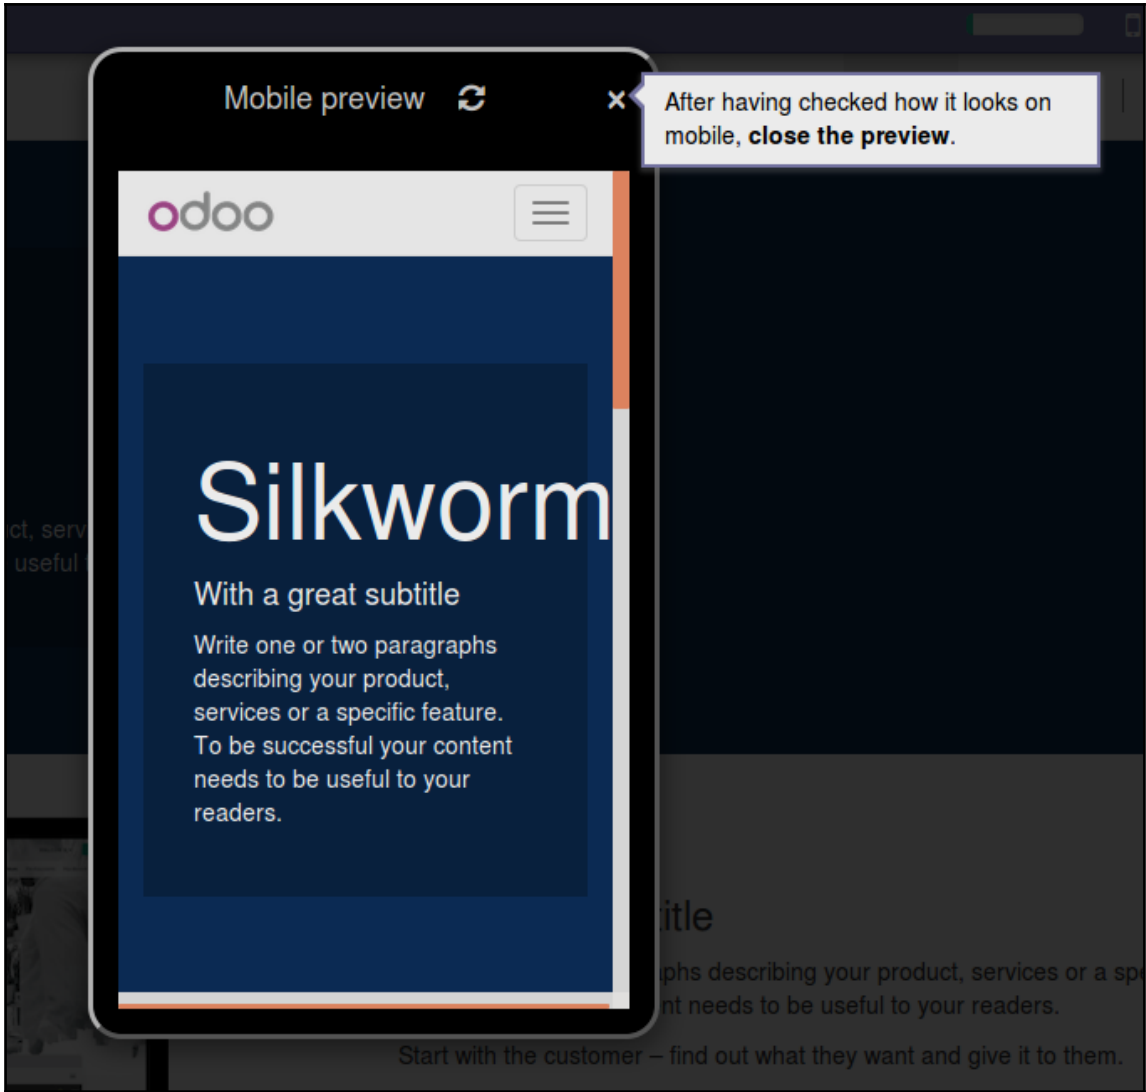 Mobile preview
After having checked how it looks on
mobile, close the preview.
odoo
Silkworm
With a great subtitle
Write one or two paragraphs
describing your product,
services or a specific feature.
To be successful your content
needs to be useful to your
readers.
ct, serv
useful
title
phs describing your product, services or a spe
nt needs to be useful to your readers.
Start with the customer – find out what they want and give it to them.